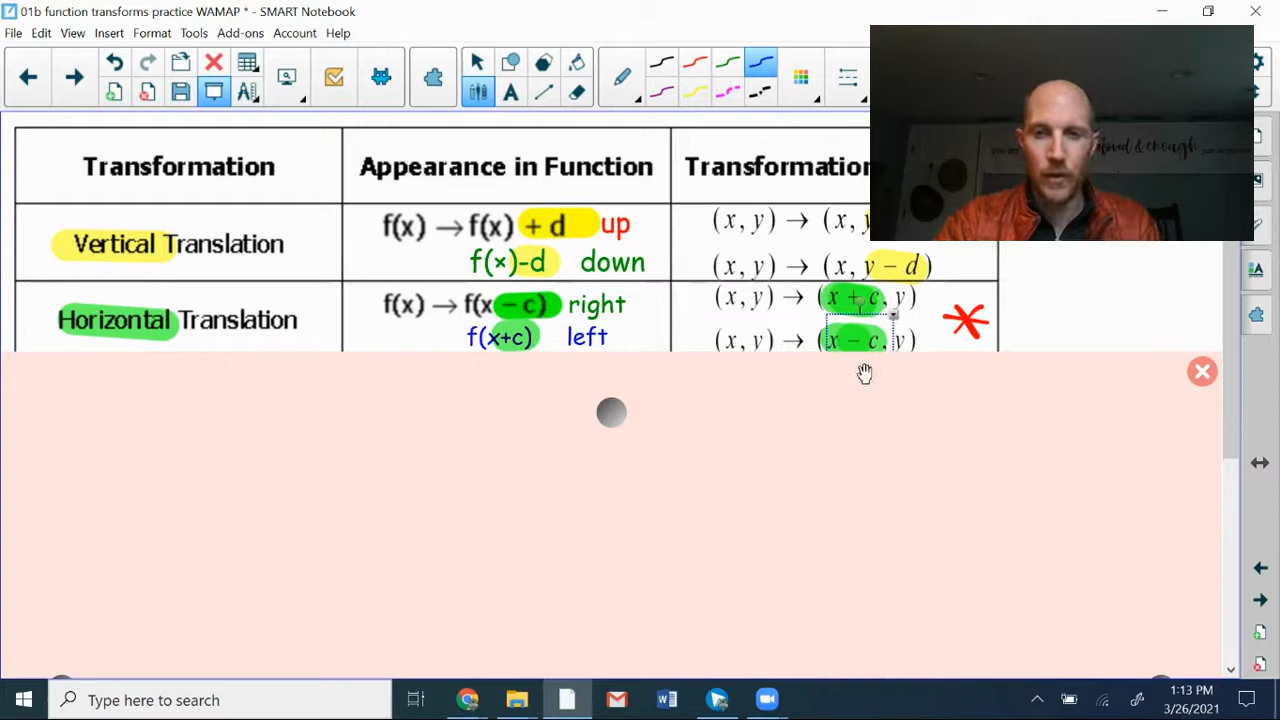 01b function transforms practice WAMAP * - SMART Notebook
File Edit View Insert Format Tools Add-ons Account Help
Transformation Appearance in Function Transformation
Vertical Translation
f(x) → f(x) + d up
f(x)-d down
(x, y) → (x, y
(x, y) → (x, y − d)
Horizontal Translation
f(x) → f(x − c) right
f(x+c) left
(x, y) → (x + c, y)
(x, y) → (x − c, y)
Type here to search
1:13 PM
3/26/2021